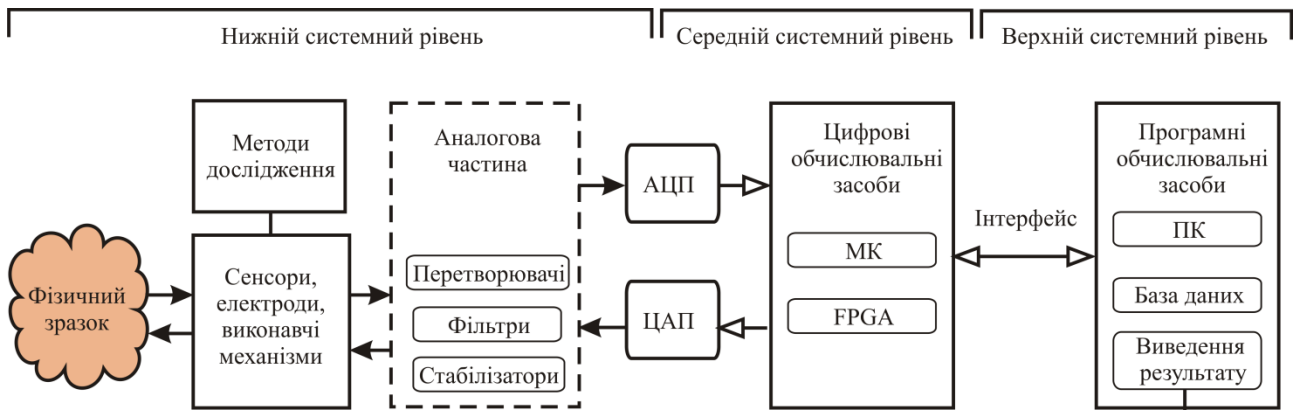 Нижній системний рівень
Середній системний рівень
Верхній системний рівень
Методи
дослідження
Аналогова
частина
АЦП
Цифрові
обчислювальні
засоби
Програмні
обчислювальні
засоби
Фізичний
зразок
Сенсори,
електроди,
виконавчі
механізми
Перетворювачі
Фільтри
Стабілізатори
ЦАП
МК
FPGA
Інтерфейс
ПК
База даних
Виведення
результату